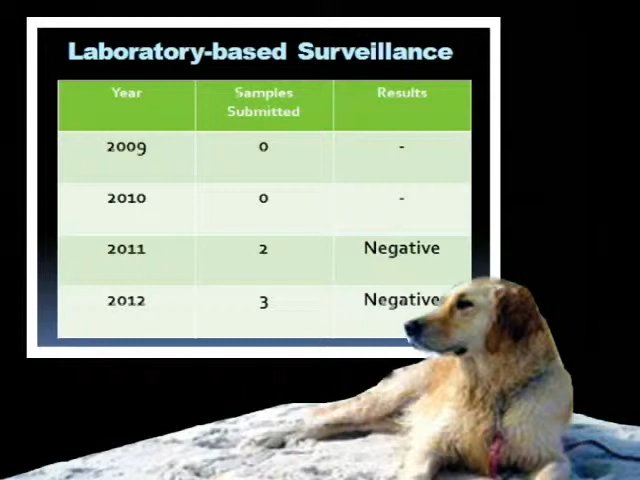 Laboratory-based Surveillance
Year Samples Submitted Results
2009 0 -
2010 0 -
2011 2 Negative
2012 3 Negative